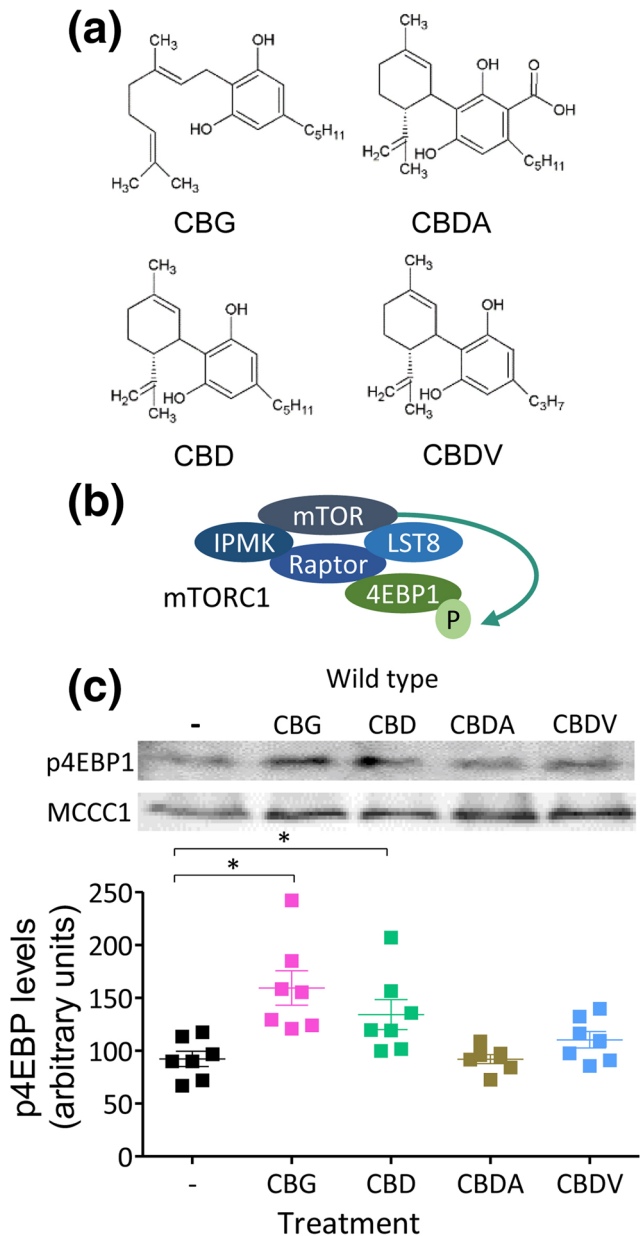 (a)
CH₃
OH
HO
C₅H₁₁
H₃C
CH₃
CBG
CH₃
OH
O
OH
H₂C
HO
CH₃
C₅H₁₁
CBDA
CH₃
OH
H₂C
HO
CH₃
C₅H₁₁
CBD
CH₃
OH
H₂C
HO
CH₃
C₃H₇
CBDV
(b)
mTOR
IPMK
LST8
Raptor
mTORC1
4EBP1
P
(c)
Wild type
- CBG CBD CBDA CBDV
p4EBP1
MCCC1
*
*
p4EBP levels
(arbitrary units)
250
200
150
100
50
0
- CBG CBD CBDA CBDV
Treatment